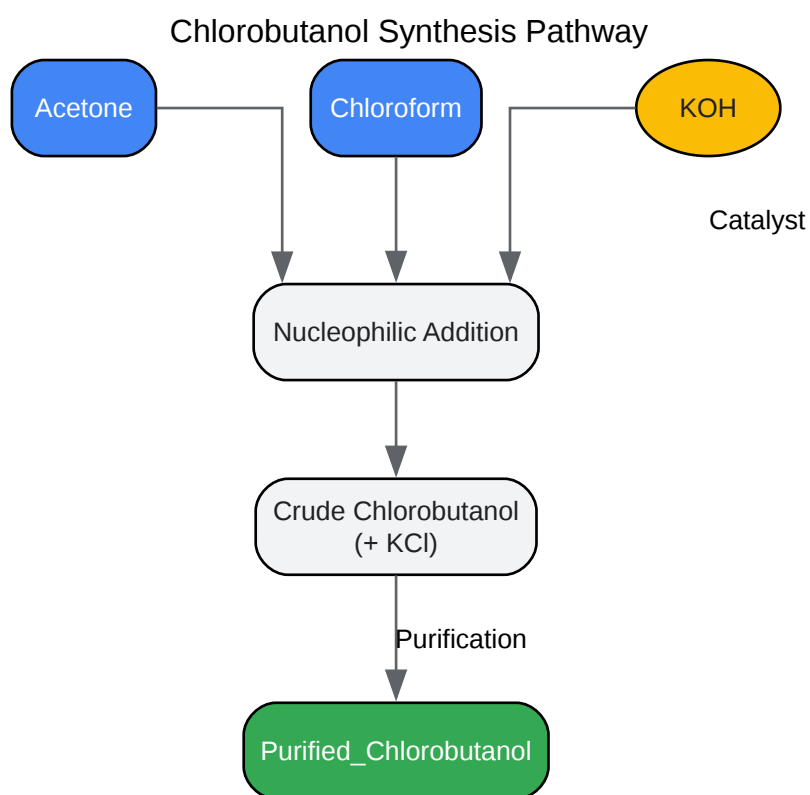 Chlorobutanol Synthesis Pathway
Acetone
Chloroform
KOH
Catalyst
Nucleophilic Addition
Crude Chlorobutanol
(+ KCl)
Purification
Purified_Chlorobutanol